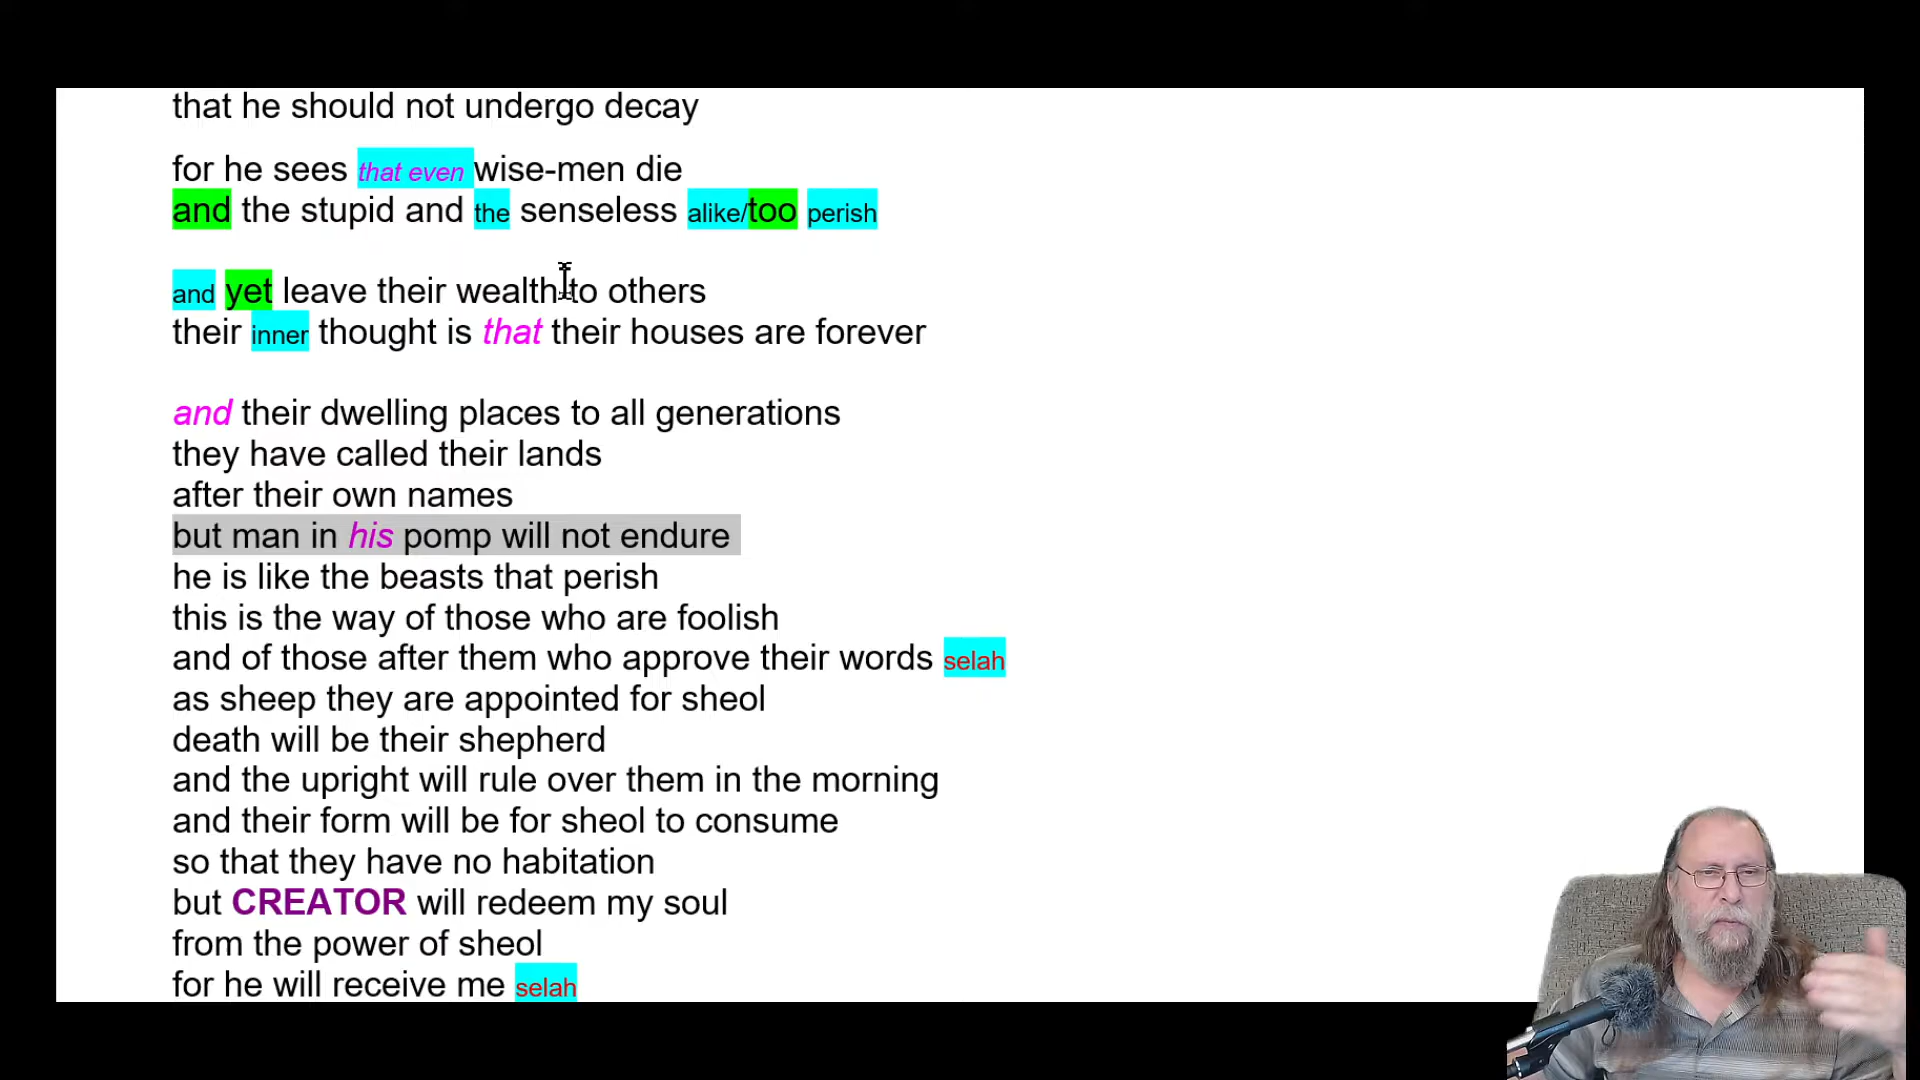 that he should not undergo decay
for he sees that even wise-men die
and the stupid and the senseless alike/too perish
and yet leave their wealth to others
their inner thought is that their houses are forever
and their dwelling places to all generations
they have called their lands
after their own names
but man in his pomp will not endure
he is like the beasts that perish
this is the way of those who are foolish
and of those after them who approve their words selah
as sheep they are appointed for sheol
death will be their shepherd
and the upright will rule over them in the morning
and their form will be for sheol to consume
so that they have no habitation
but CREATOR will redeem my soul
from the power of sheol
for he will receive me selah